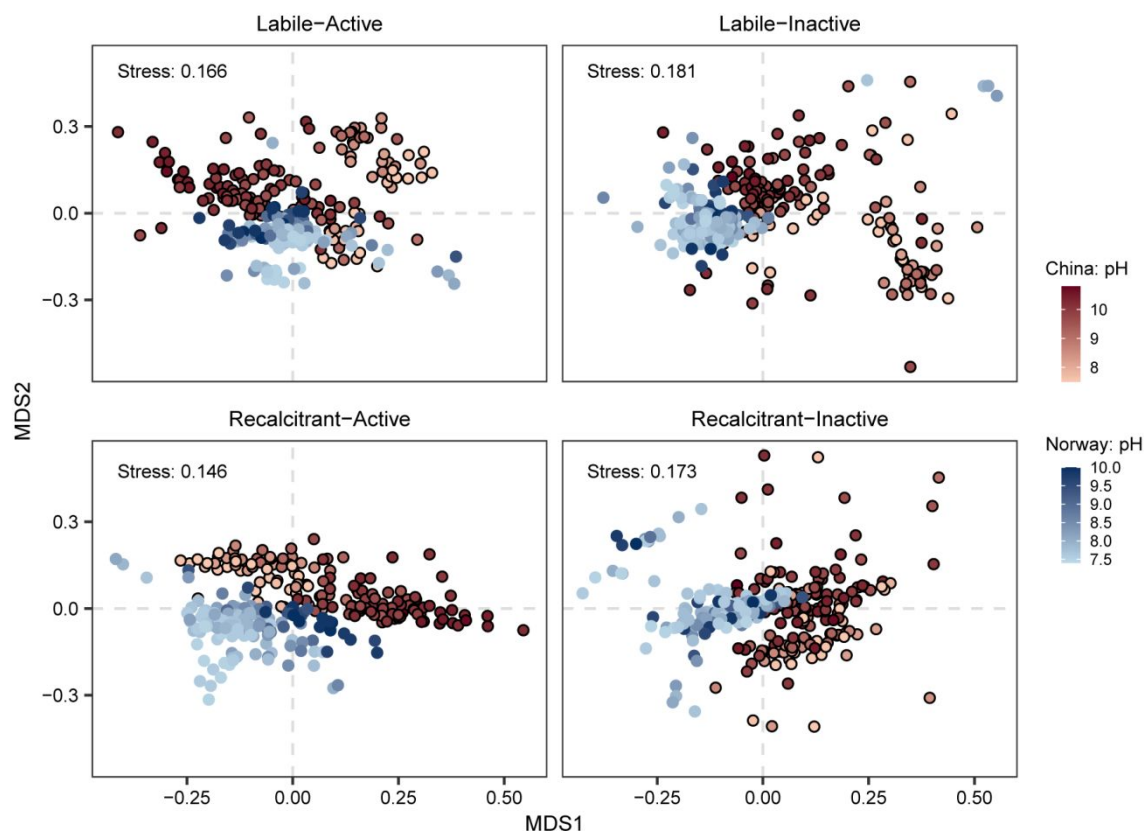 Labile−Active
Labile−Inactive
Stress: 0.166
Stress: 0.181
0.3
0.0
−0.3
MDS2
Recalcitrant−Active
Recalcitrant−Inactive
Stress: 0.146
Stress: 0.173
0.3
0.0
−0.3
−0.25
0.00
0.25
0.50
−0.25
0.00
0.25
0.50
MDS1
China: pH
10
9
8
Norway: pH
10.0
9.5
9.0
8.5
8.0
7.5